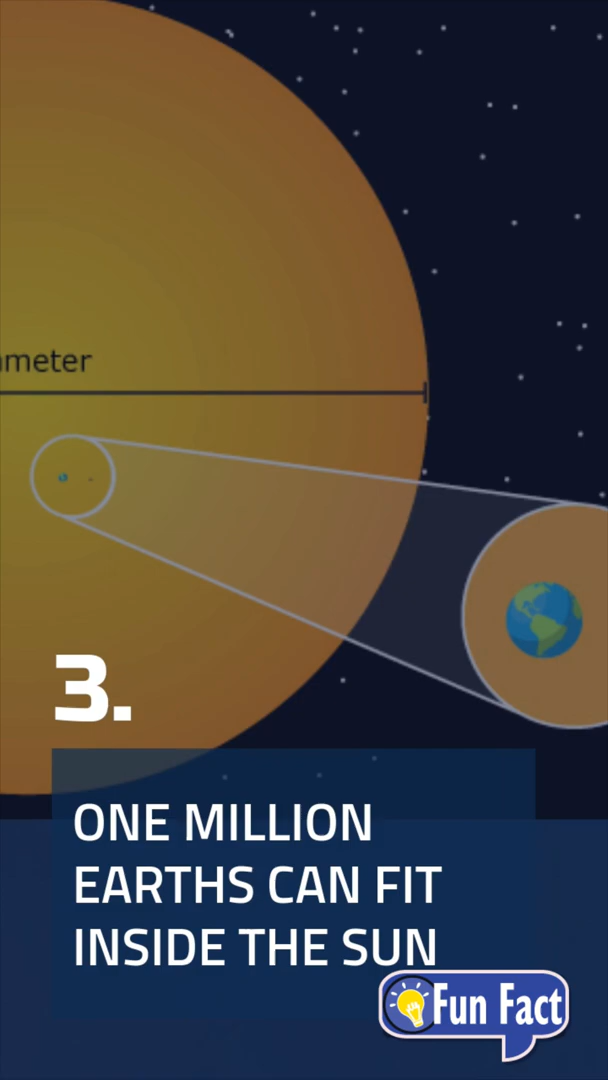 meter
3.
ONE MILLION
EARTHS CAN FIT
INSIDE THE SUN
Fun Fact